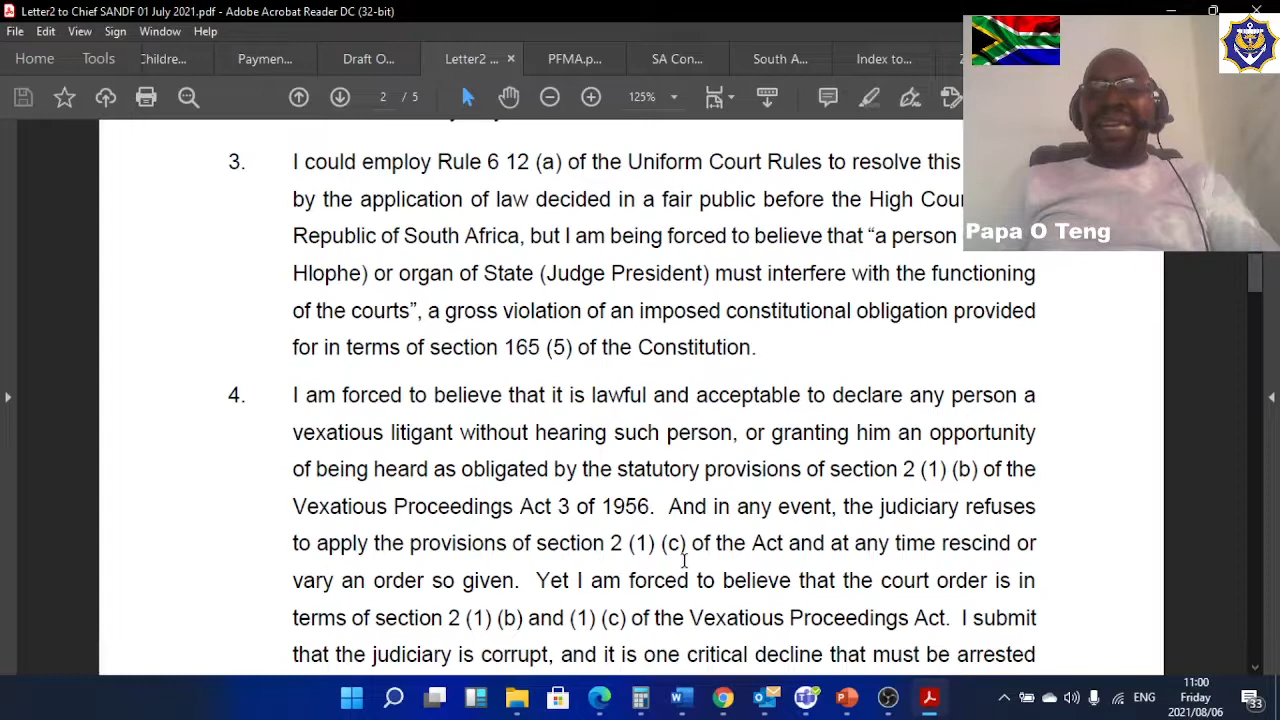 Letter2 to Chief SANDF 01 July 2021.pdf - Adobe Acrobat Reader DC (32-bit)
File Edit View Sign Window Help
Home Tools Childre... Paymen... Draft O... Letter2 ... × PFMA.p... SA Con... South A... Index to...
2 / 5 125%
3. I could employ Rule 6 12 (a) of the Uniform Court Rules to resolve this
by the application of law decided in a fair public before the High Cou
Republic of South Africa, but I am being forced to believe that “a person
Papa O Teng
Hlophe) or organ of State (Judge President) must interfere with the functioning
of the courts”, a gross violation of an imposed constitutional obligation provided
for in terms of section 165 (5) of the Constitution.
4. I am forced to believe that it is lawful and acceptable to declare any person a
vexatious litigant without hearing such person, or granting him an opportunity
of being heard as obligated by the statutory provisions of section 2 (1) (b) of the
Vexatious Proceedings Act 3 of 1956. And in any event, the judiciary refuses
to apply the provisions of section 2 (1) (c) of the Act and at any time rescind or
vary an order so given. Yet I am forced to believe that the court order is in
terms of section 2 (1) (b) and (1) (c) of the Vexatious Proceedings Act. I submit
that the judiciary is corrupt, and it is one critical decline that must be arrested
ENG
11:00
Friday
2021/08/06
33